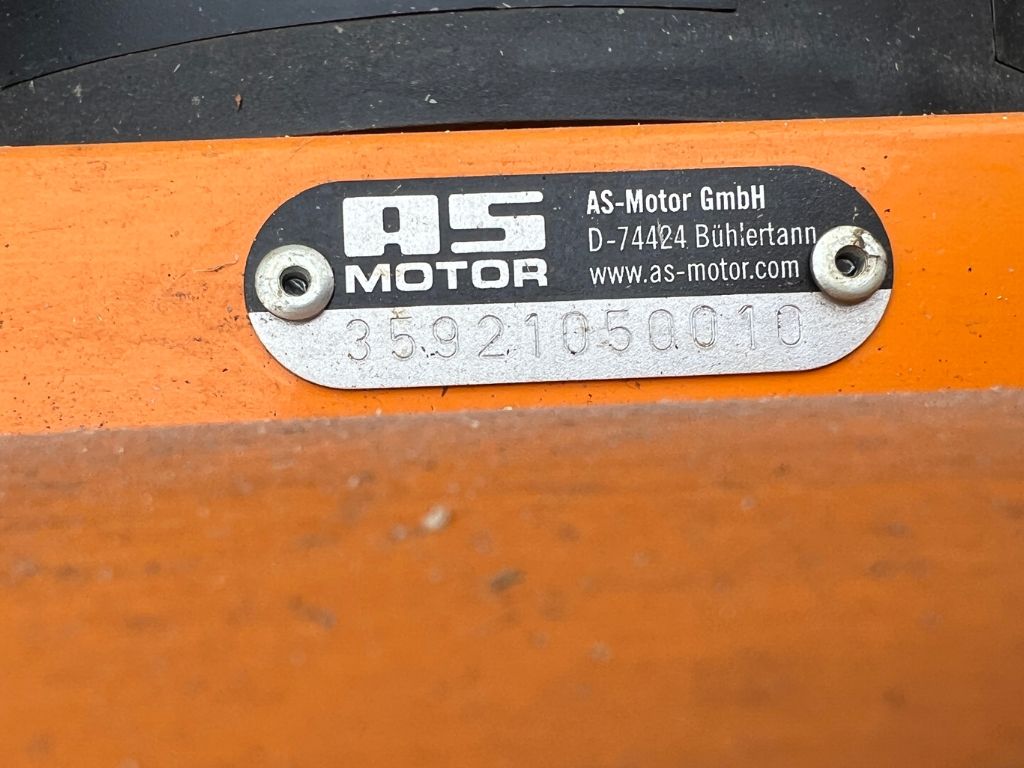 AS
MOTOR
AS-Motor GmbH
D-74424 Bühlertann
www.as-motor.com
35921050010